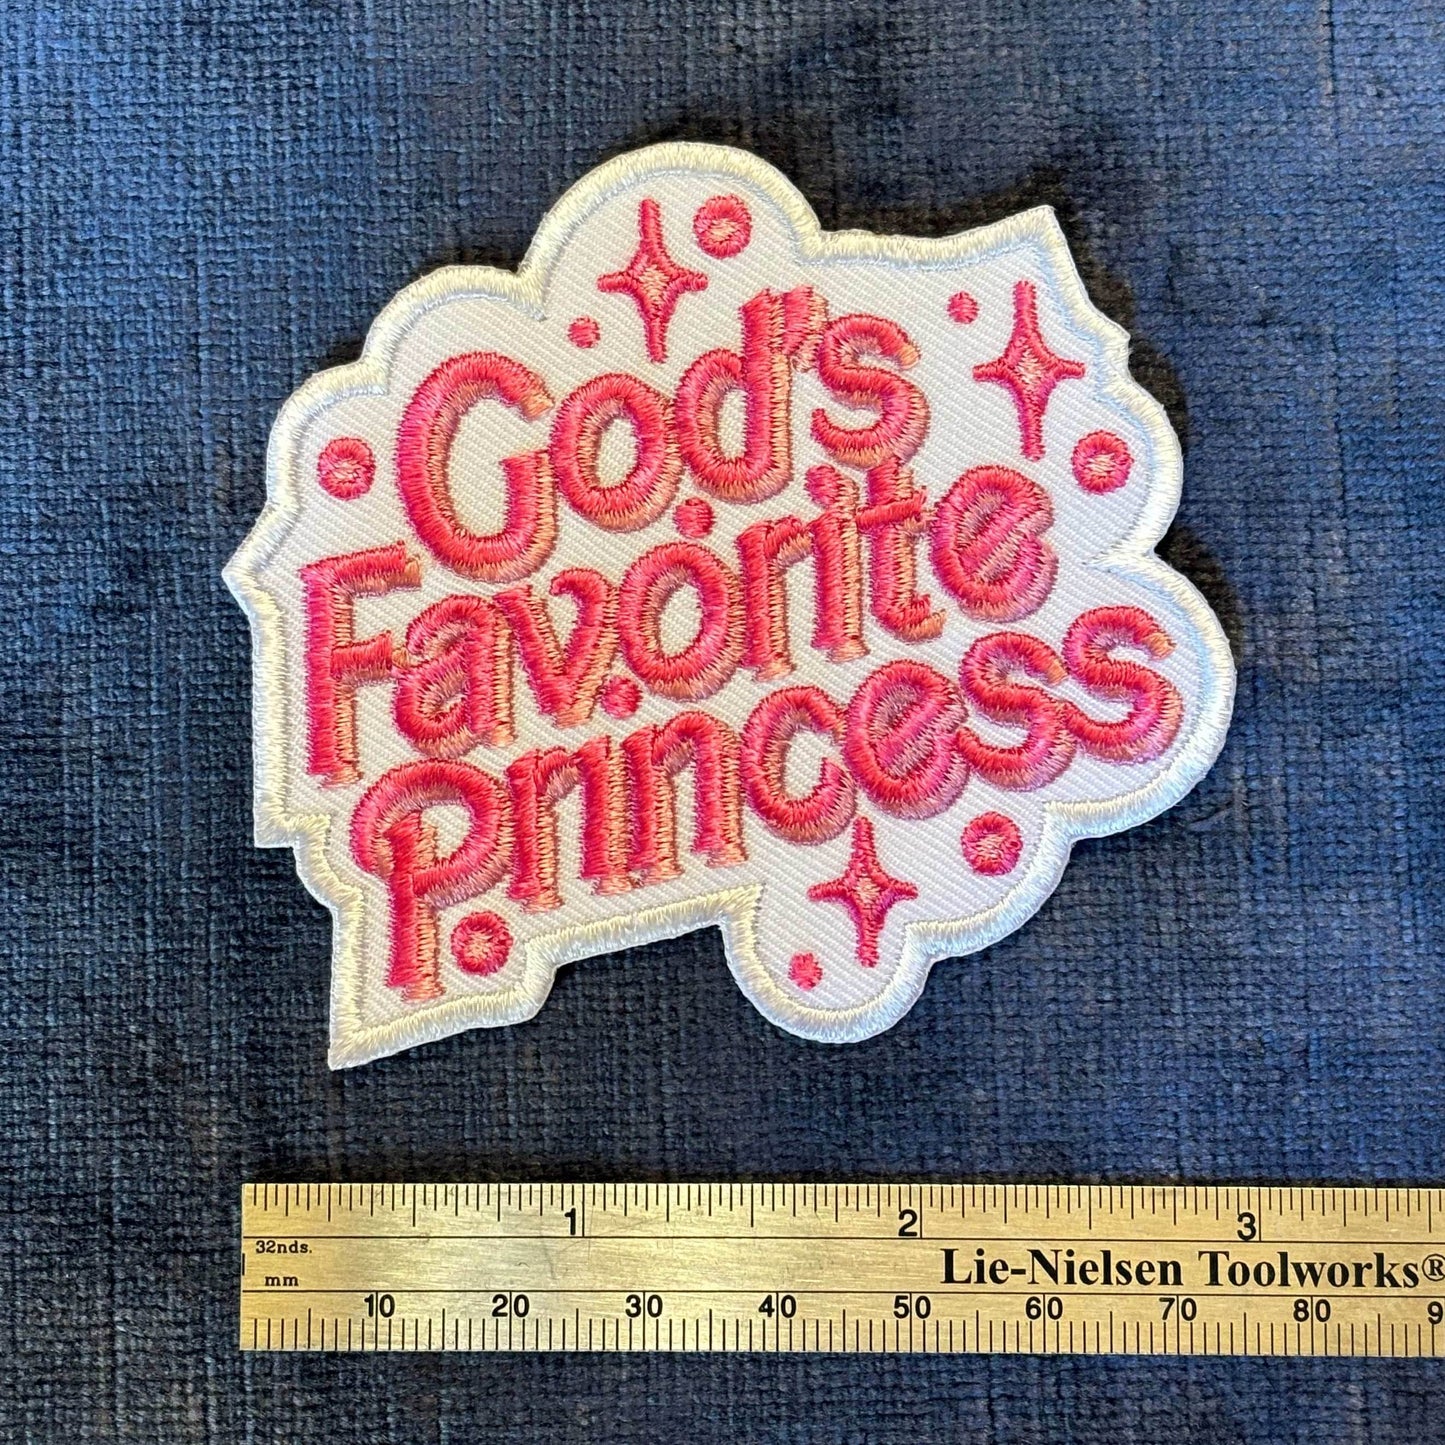 God's
Favorite
Princess
1 2 3
32nds.
Lie-Nielsen Toolworks®
mm
10 20 30 40 50 60 70 80 9